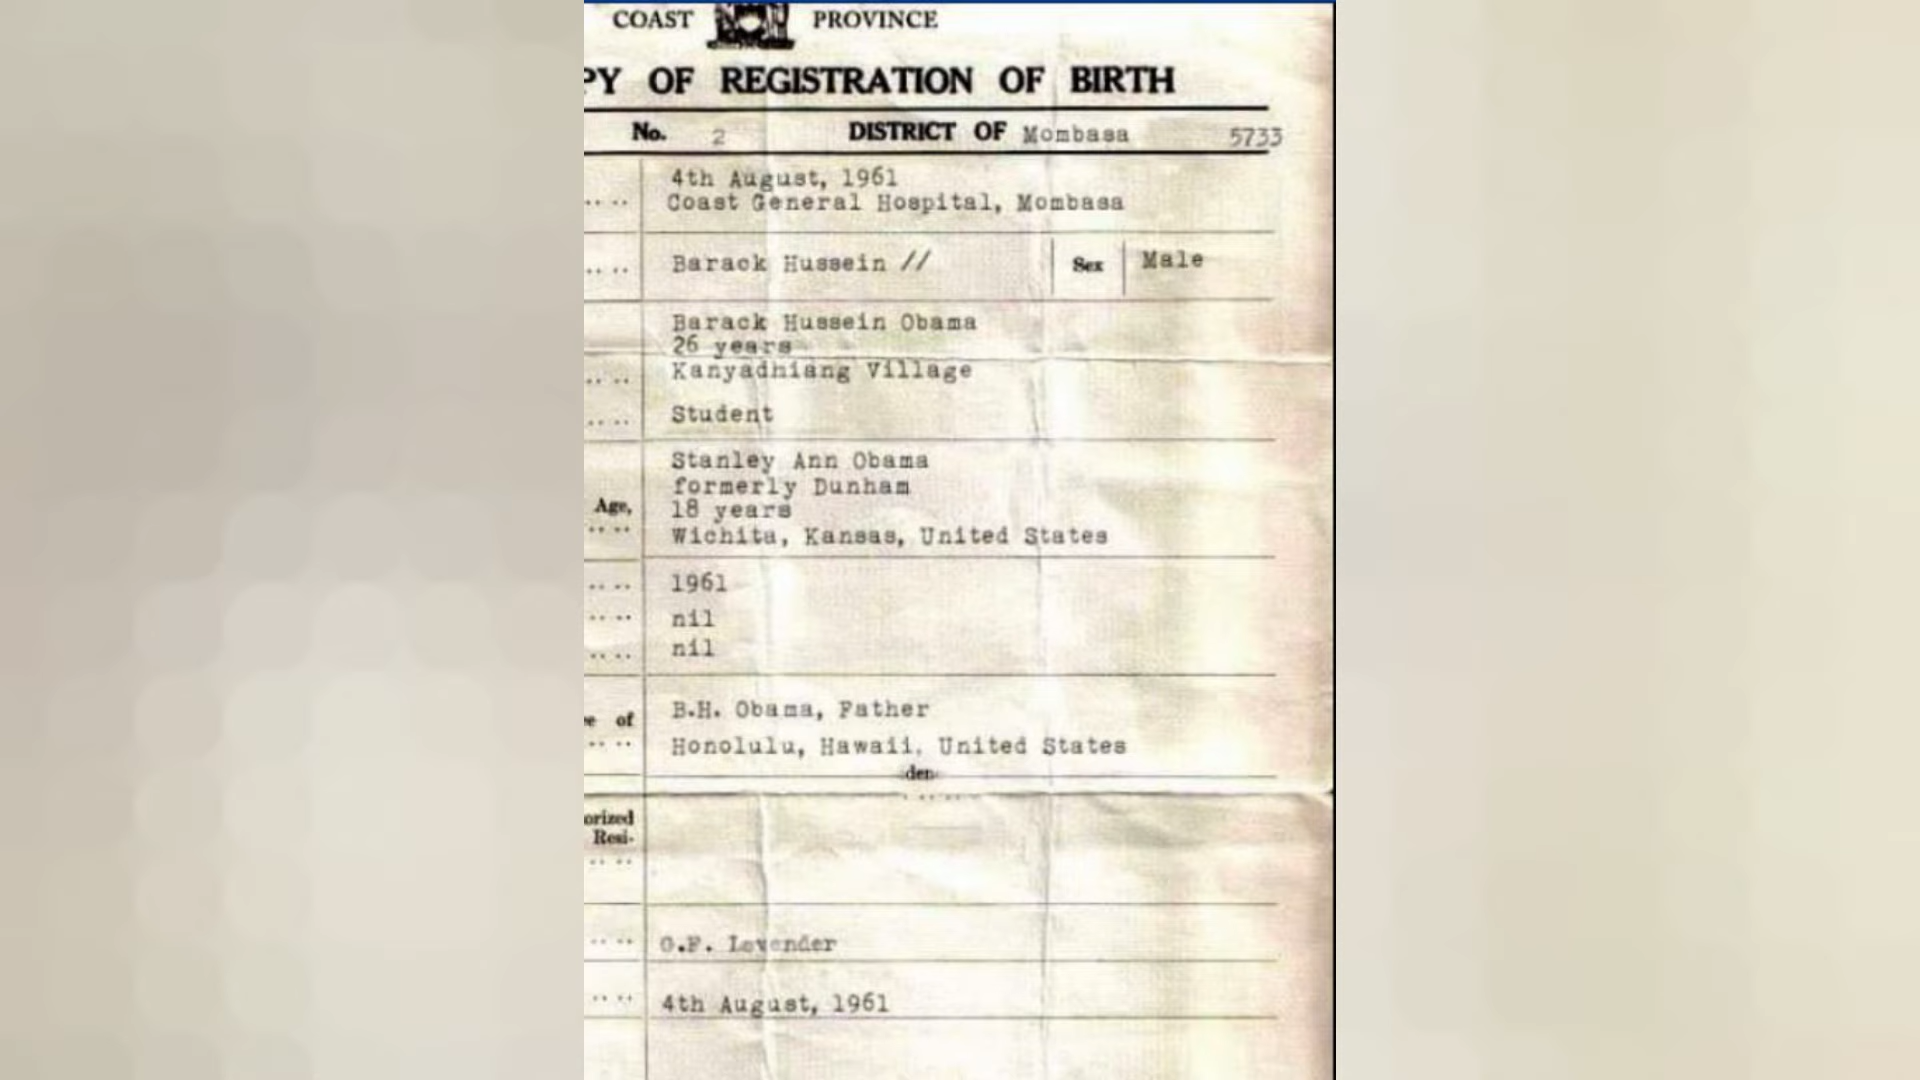 COAST PROVINCE
PY OF REGISTRATION OF BIRTH
No. 2 DISTRICT OF Mombasa 5733
4th August, 1961
Coast General Hospital, Mombasa
Barack Hussein // Sex Male
Barack Hussein Obama
26 years
Kanyadhiang Village
Student
Stanley Ann Obama
formerly Dunham
Age, 18 years
Wichita, Kansas, United States
1961
nil
nil
B.H. Obama, Father
e of
Honolulu, Hawaii, United States
den
orized
Resi-
G.F. Lavender
4th August, 1961